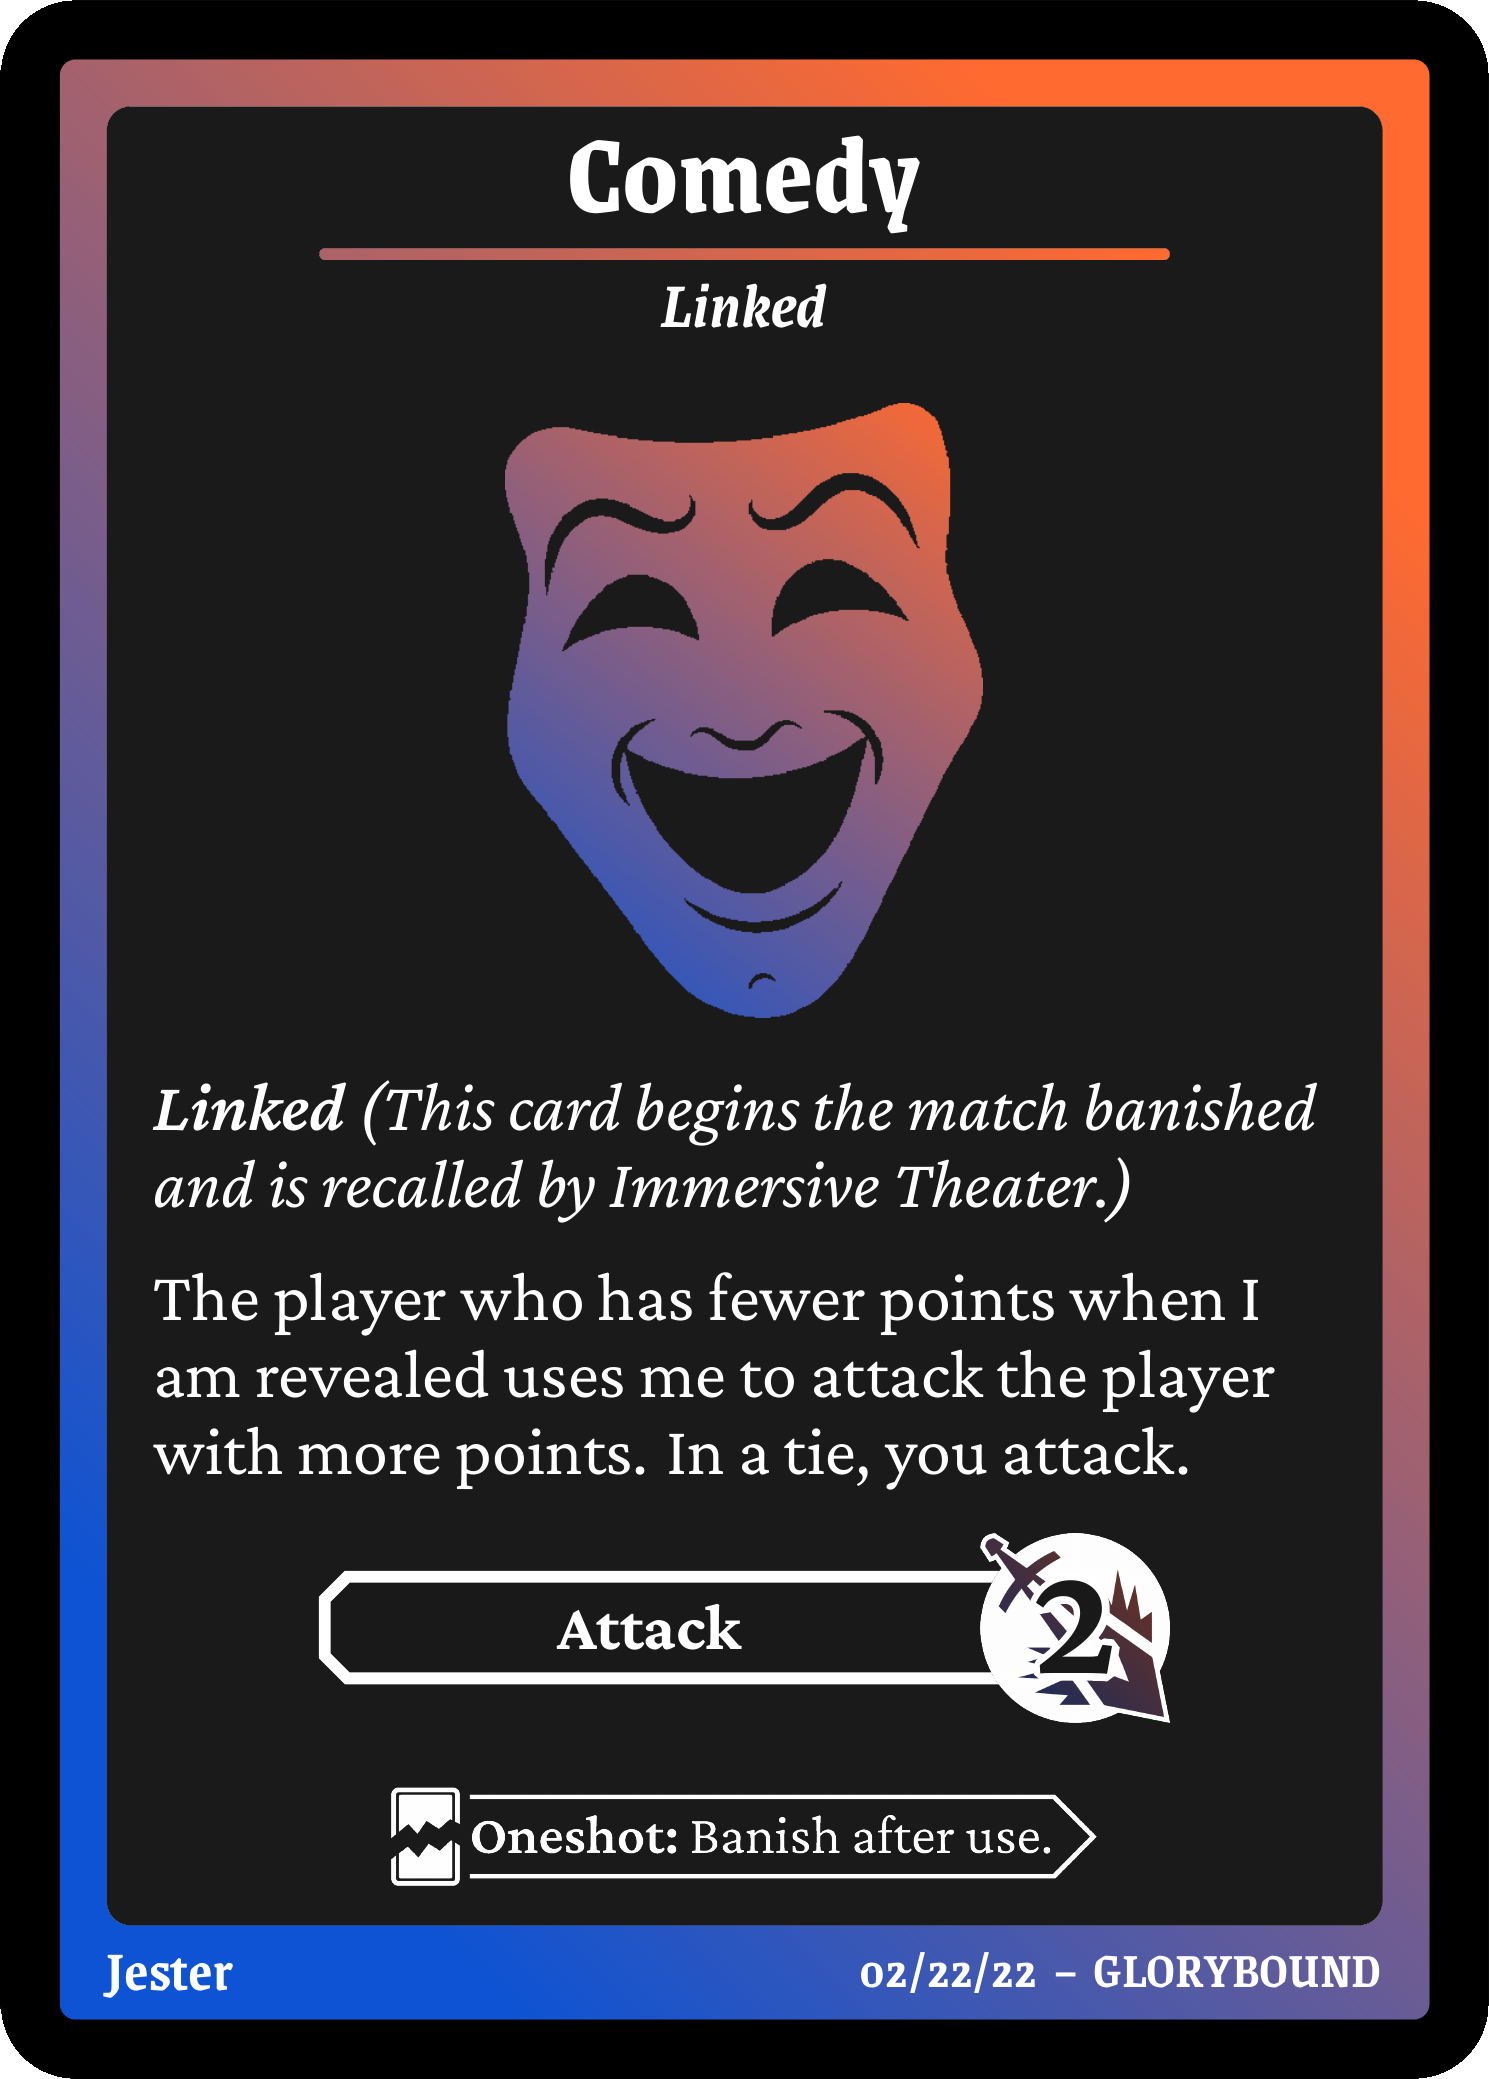 Comedy
Linked
Linked (This card begins the match banished
and is recalled by Immersive Theater.)
The player who has fewer points when I
am revealed uses me to attack the player
with more points. In a tie, you attack.
Attack
2
Oneshot: Banish after use.
Jester
02/22/22 – GLORYBOUND